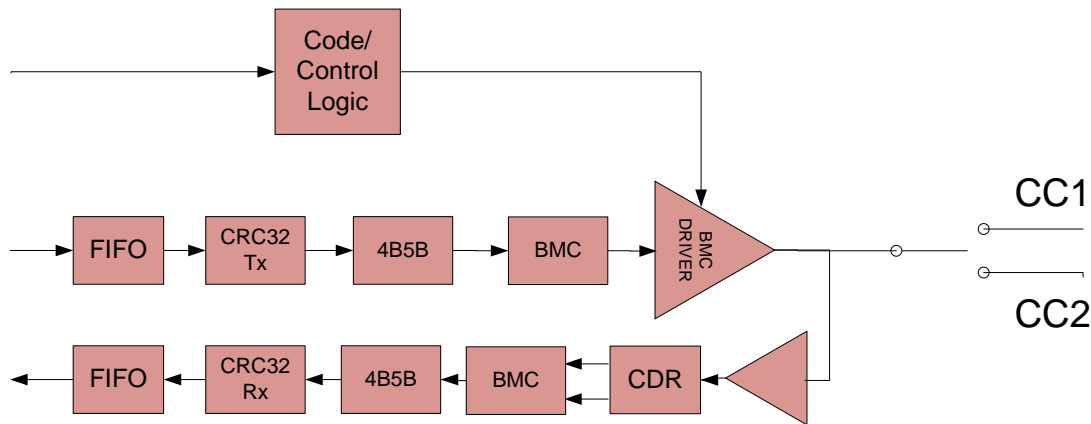 Code/
Control
Logic
CC1
FIFO
CRC32
Tx
4B5B
BMC
BMC
DRIVER
CC2
FIFO
CRC32
Rx
4B5B
BMC
CDR